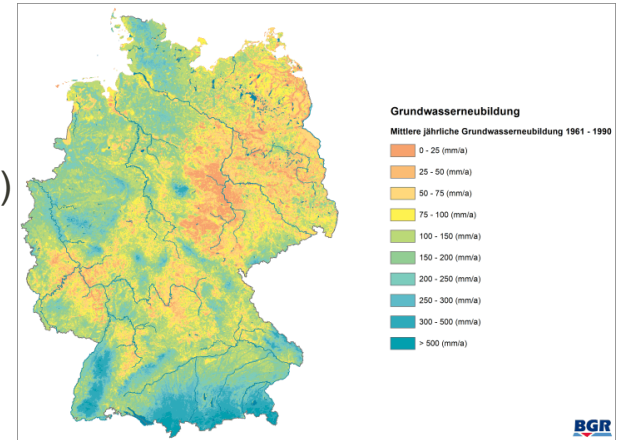 )
Grundwasserneubildung
Mittlere jährliche Grundwasserneubildung 1961 - 1990
0 - 25 (mm/a)
25 - 50 (mm/a)
50 - 75 (mm/a)
75 - 100 (mm/a)
100 - 150 (mm/a)
150 - 200 (mm/a)
200 - 250 (mm/a)
250 - 300 (mm/a)
300 - 500 (mm/a)
> 500 (mm/a)
BGR